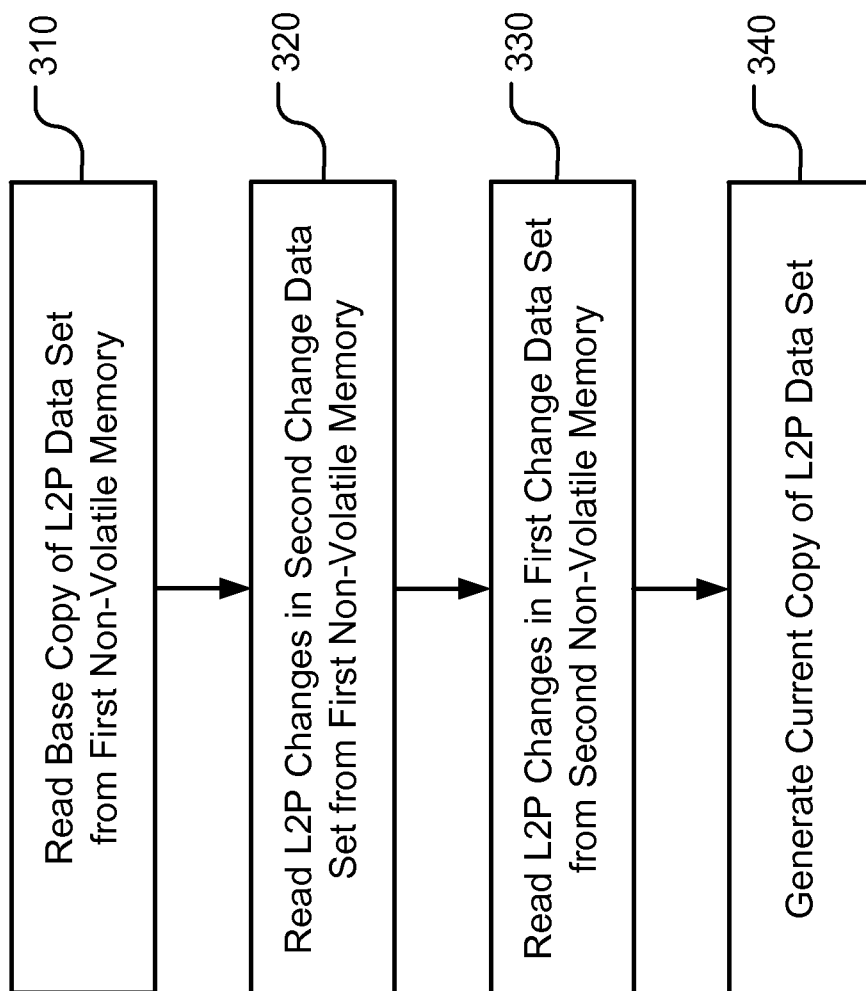 Read Base Copy of L2P Data Set
from First Non-Volatile Memory
310
Read L2P Changes in Second Change Data
Set from First Non-Volatile Memory
320
Read L2P Changes in First Change Data Set
from Second Non-Volatile Memory
330
Generate Current Copy of L2P Data Set
340